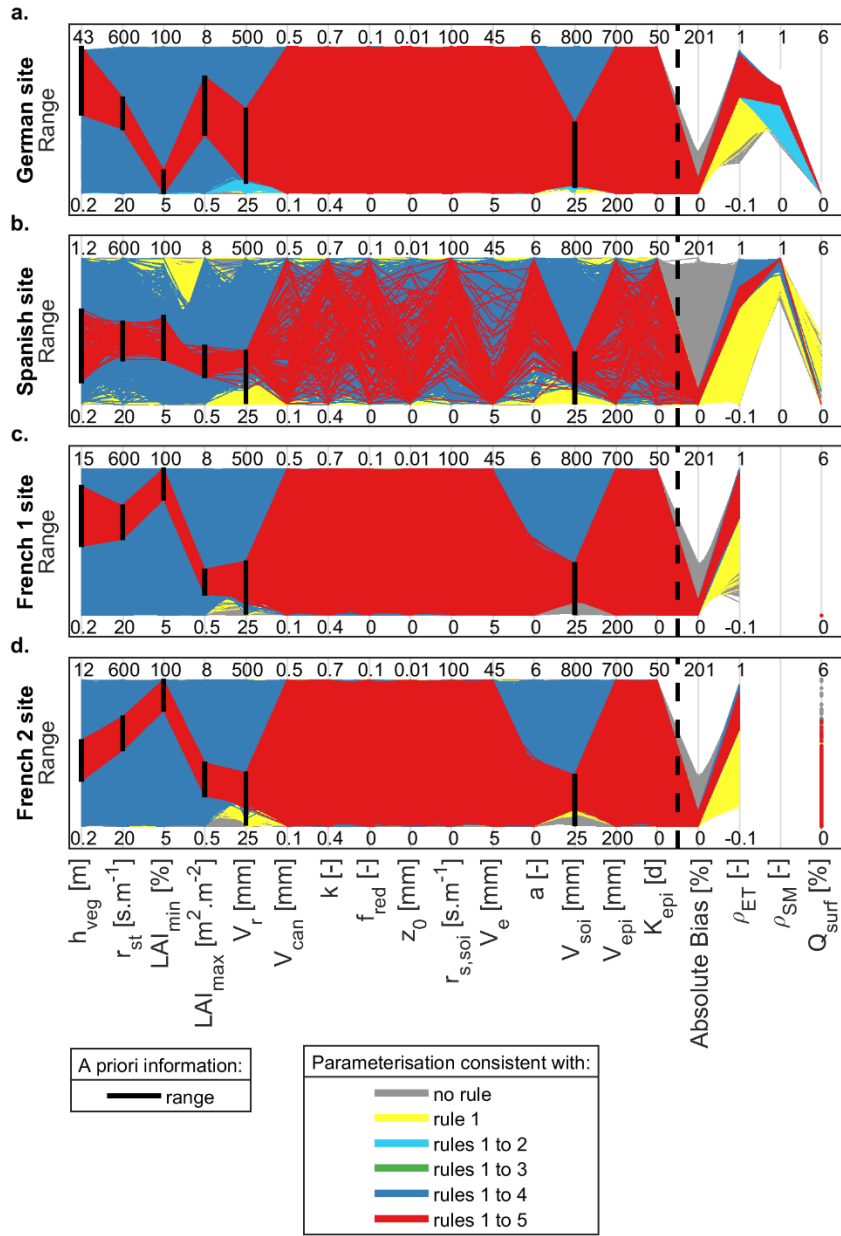 a.
43 600 100 8 500 0.5 0.7 0.1 0.01 100 45 6 800 700 50 201 1 1 6
German site
Range
0.2 20 5 0.5 25 0.1 0.4 0 0 0 5 0 25 200 0 0 -0.1 0 0
b.
1.2 600 100 8 500 0.5 0.7 0.1 0.01 100 45 6 800 700 50 201 1 1 6
Spanish site
Range
0.2 20 5 0.5 25 0.1 0.4 0 0 0 5 0 25 200 0 0 -0.1 0 0
c.
15 600 100 8 500 0.5 0.7 0.1 0.01 100 45 6 800 700 50 201 1 1 6
French 1 site
Range
0.2 20 5 0.5 25 0.1 0.4 0 0 0 5 0 25 200 0 0 -0.1 0 0
d.
12 600 100 8 500 0.5 0.7 0.1 0.01 100 45 6 800 700 50 201 1 1 6
French 2 site
Range
0.2 20 5 0.5 25 0.1 0.4 0 0 0 5 0 25 200 0 0 -0.1 0 0
h_veg [m]
r_st [s.m⁻¹]
LAI_min [%]
LAI_max [m².m⁻²]
V_r [mm]
V_can [mm]
k [-]
f_red [-]
z_0 [mm]
r_s,soi [s.m⁻¹]
V_e [mm]
a [-]
V_soi [mm]
V_epi [mm]
K_epi [d]
Absolute Bias [%]
ρ_ET [-]
ρ_SM [-]
Q_surf [%]
A priori information:
range
Parameterisation consistent with:
no rule
rule 1
rules 1 to 2
rules 1 to 3
rules 1 to 4
rules 1 to 5